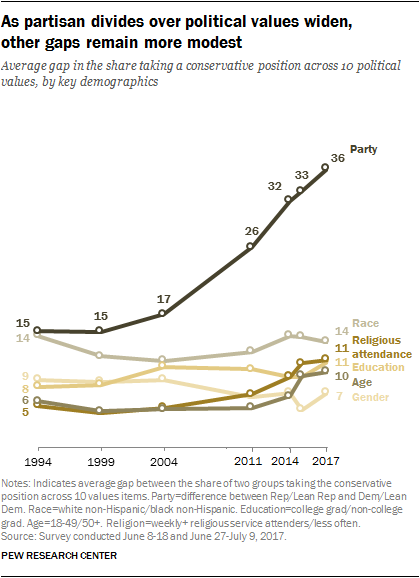 As partisan divides over political values widen,
other gaps remain more modest
Average gap in the share taking a conservative position across 10 political
values, by key demographics
36
Party
33
32
26
17
15
15
14
Race
14
11
Religious
attendance
9
11
Education
8
10
Age
6
7
Gender
5
1994
1999
2004
2011
2014
2017
Notes: Indicates average gap between the share of two groups taking the conservative
position across 10 values items. Party=difference between Rep/Lean Rep and Dem/Lean
Dem. Race=white non-Hispanic/black non-Hispanic. Education=college grad/non-college
grad. Age=18-49/50+. Religion=weekly+ religious service attenders/less often.
Source: Survey conducted June 8-18 and June 27-July 9, 2017.
PEW RESEARCH CENTER